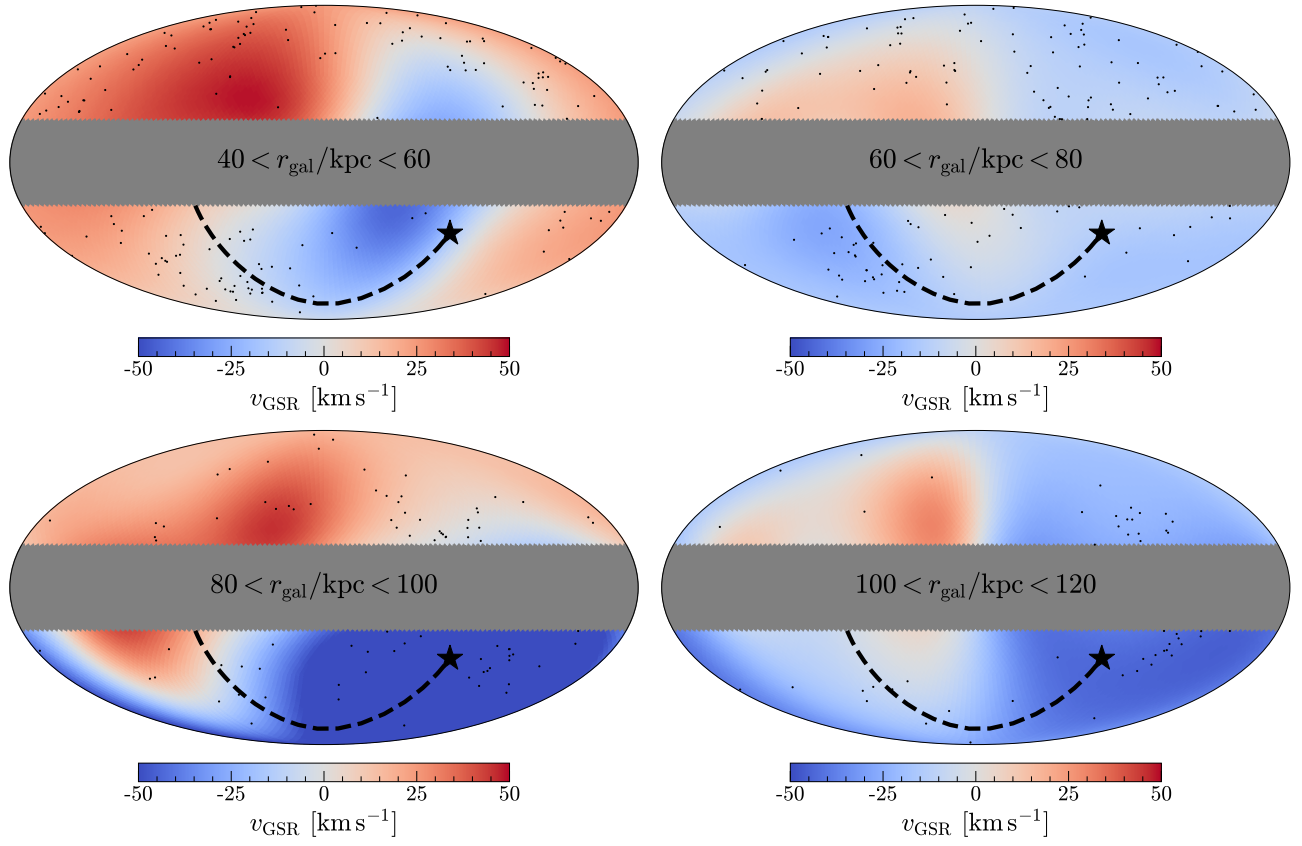 40 < r_gal/kpc < 60
60 < r_gal/kpc < 80
-50 -25 0 25 50
v_GSR [km s⁻¹]
-50 -25 0 25 50
v_GSR [km s⁻¹]
80 < r_gal/kpc < 100
100 < r_gal/kpc < 120
-50 -25 0 25 50
v_GSR [km s⁻¹]
-50 -25 0 25 50
v_GSR [km s⁻¹]